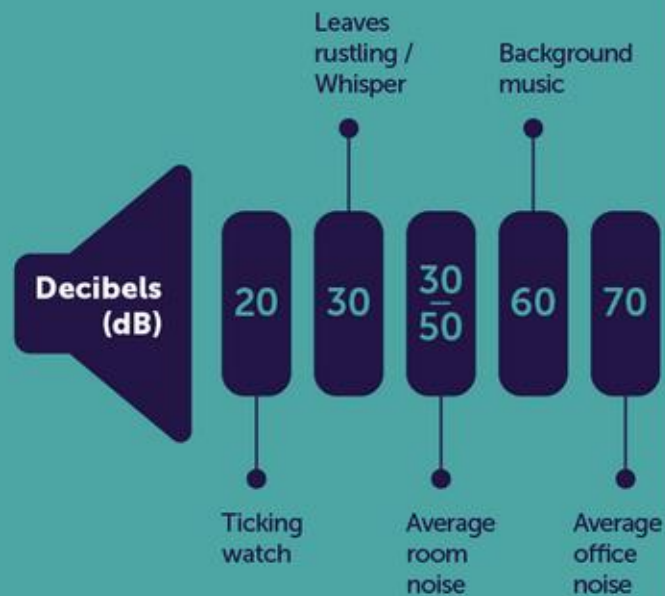 Leaves
rustling /
Whisper
Background
music
Decibels
(dB)
20
30
30
50
60
70
Ticking
watch
Average
room
noise
Average
office
noise